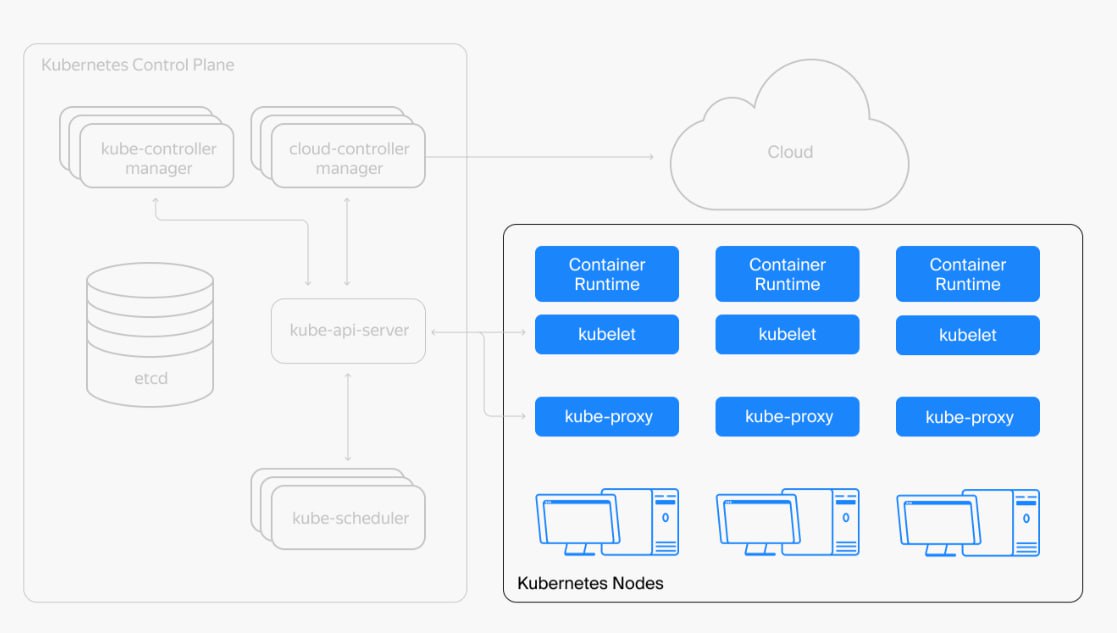 Kubernetes Control Plane
kube-controller
manager
cloud-controller
manager
Cloud
etcd
kube-api-server
kube-scheduler
Container
Runtime
Container
Runtime
Container
Runtime
kubelet
kubelet
kubelet
kube-proxy
kube-proxy
kube-proxy
Kubernetes Nodes